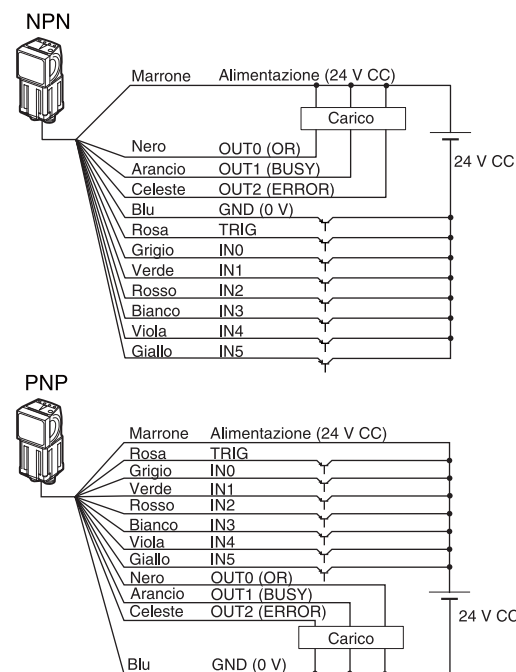 NPN
Marrone Alimentazione (24 V CC)
Carico
Nero OUT0 (OR)
24 V CC
Arancio OUT1 (BUSY)
Celeste OUT2 (ERROR)
Blu GND (0 V)
Rosa TRIG
Grigio IN0
Verde IN1
Rosso IN2
Bianco IN3
Viola IN4
Giallo IN5
PNP
Marrone Alimentazione (24 V CC)
Rosa TRIG
Grigio IN0
Verde IN1
Rosso IN2
Bianco IN3
Viola IN4
Giallo IN5
Nero OUT0 (OR)
Arancio OUT1 (BUSY)
Celeste OUT2 (ERROR)
24 V CC
Carico
Blu GND (0 V)